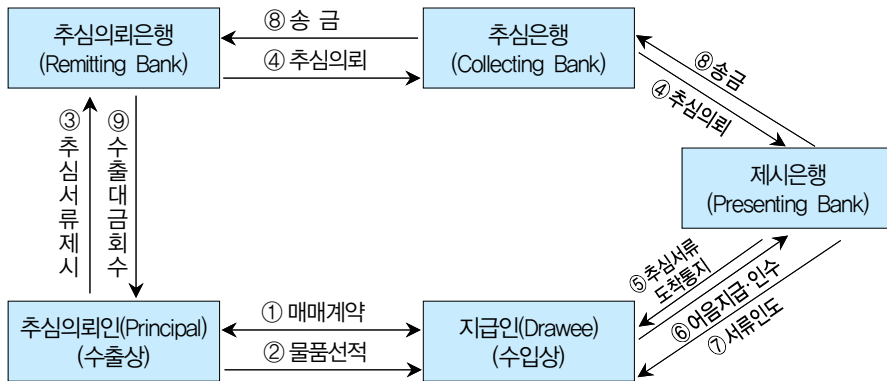 추심의뢰은행
(Remitting Bank)
⑧ 송 금
④ 추심의뢰
추심은행
(Collecting Bank)
⑧송금
④추심의뢰
제시은행
(Presenting Bank)
③추심서류제시
⑨수출대금회수
⑤추심서류
도착통지
⑥어음지급·인수
⑦서류인도
추심의뢰인(Principal)
(수출상)
① 매매계약
② 물품선적
지급인(Drawee)
(수입상)